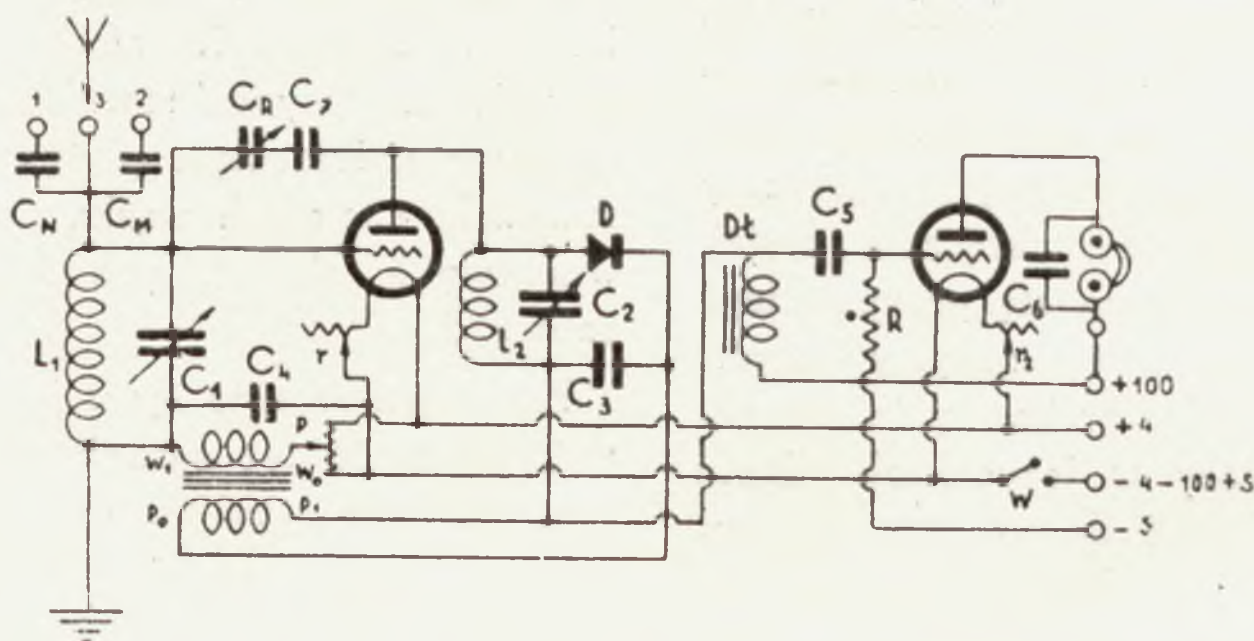 1 3 2
C_N C_M
C_R C_7
L_1
C_1
C_4
r
p
W_1 W_0
P_0 P_1
L_2
C_2
D
C_3
Dt
C_5
R
C_6
r_2
+100
+4
W
- 4 - 100 + 5
- 5